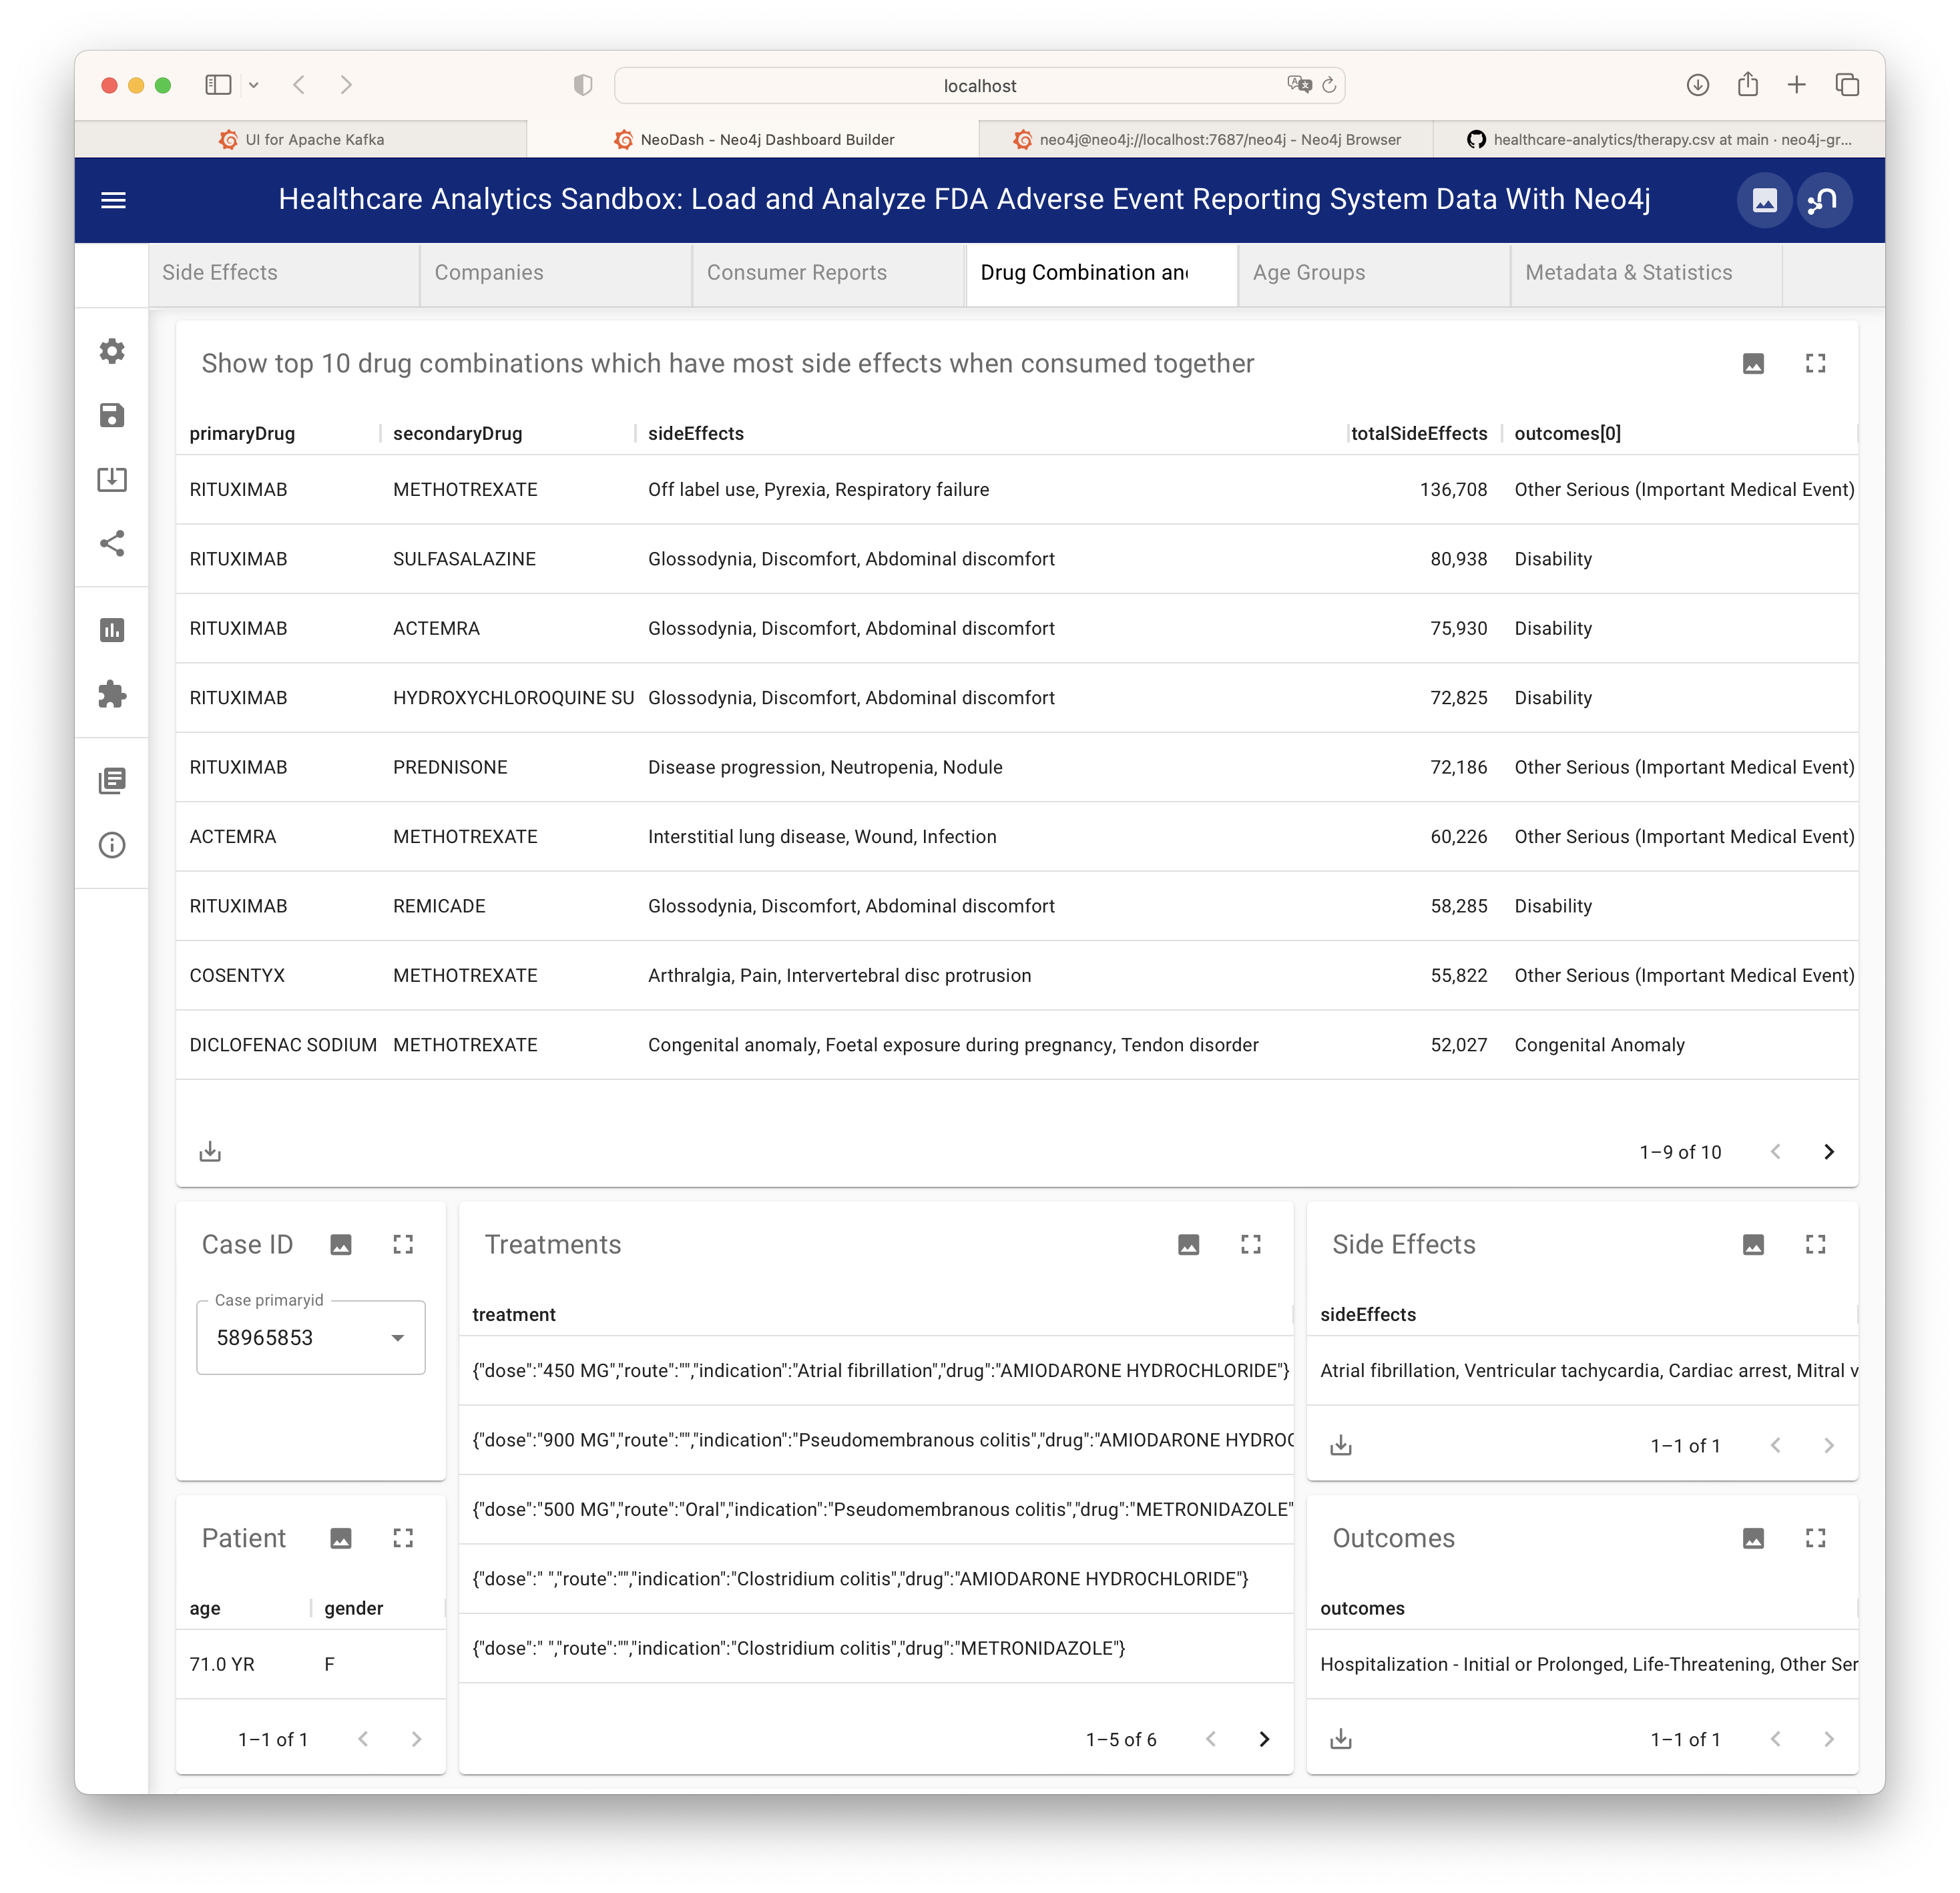 localhost
UI for Apache Kafka
NeoDash - Neo4j Dashboard Builder
neo4j@neo4j://localhost:7687/neo4j - Neo4j Browser
healthcare-analytics/therapy.csv at main · neo4j-gr...
Healthcare Analytics Sandbox: Load and Analyze FDA Adverse Event Reporting System Data With Neo4j
Side Effects
Companies
Consumer Reports
Drug Combination and
Age Groups
Metadata & Statistics
Show top 10 drug combinations which have most side effects when consumed together
primaryDrug secondaryDrug sideEffects totalSideEffects outcomes[0]
RITUXIMAB METHOTREXATE Off label use, Pyrexia, Respiratory failure 136,708 Other Serious (Important Medical Event)
RITUXIMAB SULFASALAZINE Glossodynia, Discomfort, Abdominal discomfort 80,938 Disability
RITUXIMAB ACTEMRA Glossodynia, Discomfort, Abdominal discomfort 75,930 Disability
RITUXIMAB HYDROXYCHLOROQUINE SU Glossodynia, Discomfort, Abdominal discomfort 72,825 Disability
RITUXIMAB PREDNISONE Disease progression, Neutropenia, Nodule 72,186 Other Serious (Important Medical Event)
ACTEMRA METHOTREXATE Interstitial lung disease, Wound, Infection 60,226 Other Serious (Important Medical Event)
RITUXIMAB REMICADE Glossodynia, Discomfort, Abdominal discomfort 58,285 Disability
COSENTYX METHOTREXATE Arthralgia, Pain, Intervertebral disc protrusion 55,822 Other Serious (Important Medical Event)
DICLOFENAC SODIUM METHOTREXATE Congenital anomaly, Foetal exposure during pregnancy, Tendon disorder 52,027 Congenital Anomaly
1–9 of 10
Case ID
Case primaryid
58965853
Patient
age gender
71.0 YR F
1–1 of 1
Treatments
treatment
{"dose":"450 MG","route":"","indication":"Atrial fibrillation","drug":"AMIODARONE HYDROCHLORIDE"}
{"dose":"900 MG","route":"","indication":"Pseudomembranous colitis","drug":"AMIODARONE HYDROC
{"dose":"500 MG","route":"Oral","indication":"Pseudomembranous colitis","drug":"METRONIDAZOLE"
{"dose":" ","route":"","indication":"Clostridium colitis","drug":"AMIODARONE HYDROCHLORIDE"}
{"dose":" ","route":"","indication":"Clostridium colitis","drug":"METRONIDAZOLE"}
1–5 of 6
Side Effects
sideEffects
Atrial fibrillation, Ventricular tachycardia, Cardiac arrest, Mitral v
1–1 of 1
Outcomes
outcomes
Hospitalization - Initial or Prolonged, Life-Threatening, Other Ser
1–1 of 1